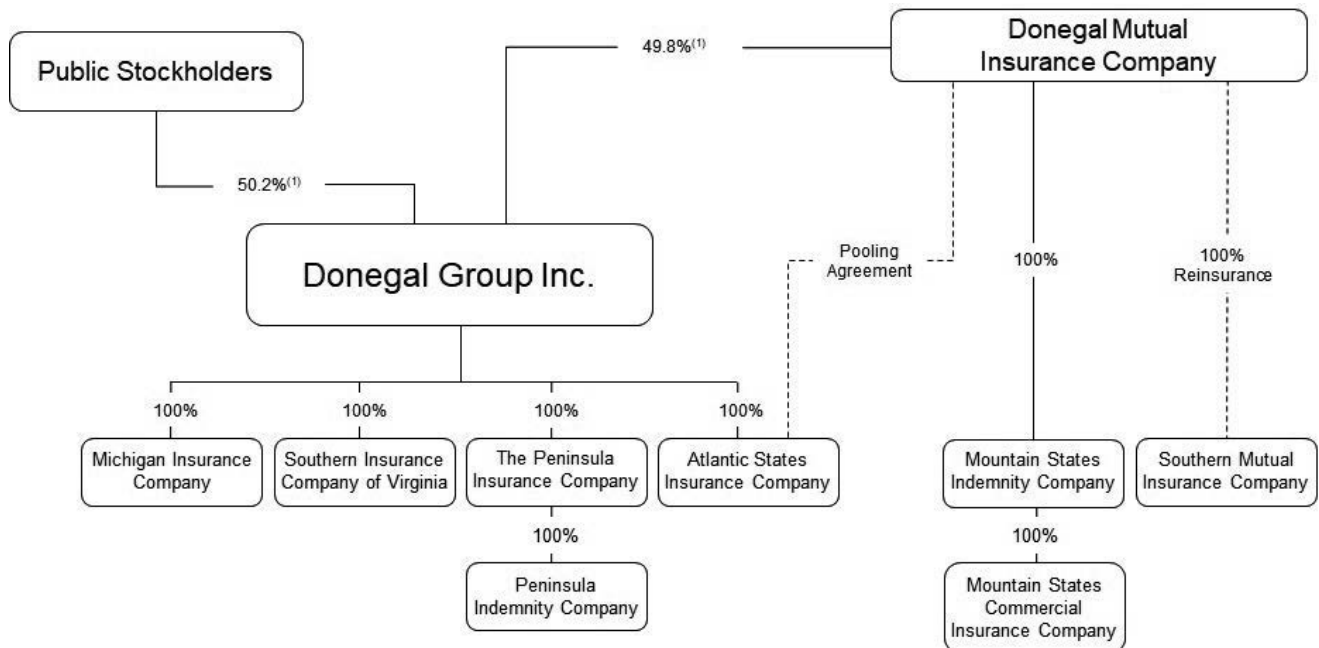 Donegal Mutual
Insurance Company
49.8%(1)
Public Stockholders
50.2%(1)
Donegal Group Inc.
Pooling
Agreement
100%
100%
Reinsurance
100%
100%
100%
100%
Michigan Insurance
Company
Southern Insurance
Company of Virginia
The Peninsula
Insurance Company
Atlantic States
Insurance Company
Mountain States
Indemnity Company
Southern Mutual
Insurance Company
100%
100%
Peninsula
Indemnity Company
Mountain States
Commercial
Insurance Company